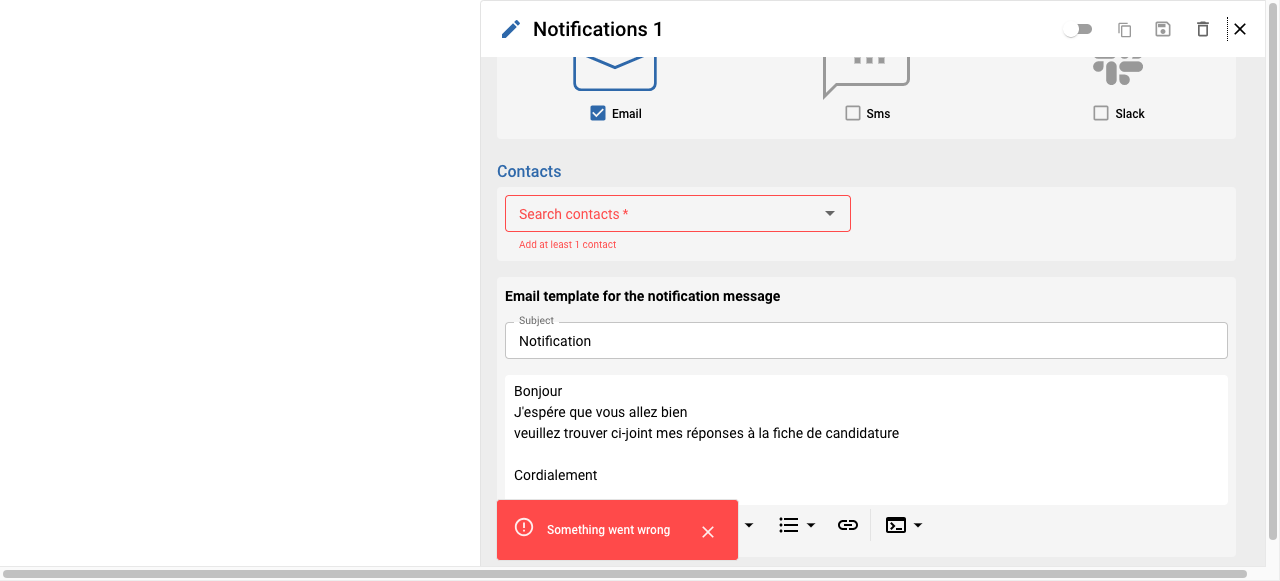 Notifications 1
Email
Sms
Slack
Contacts
Search contacts *
Add at least 1 contact
Email template for the notification message
Subject
Notification
Bonjour
J'espére que vous allez bien
veuillez trouver ci-joint mes réponses à la fiche de candidature
Cordialement
Something went wrong